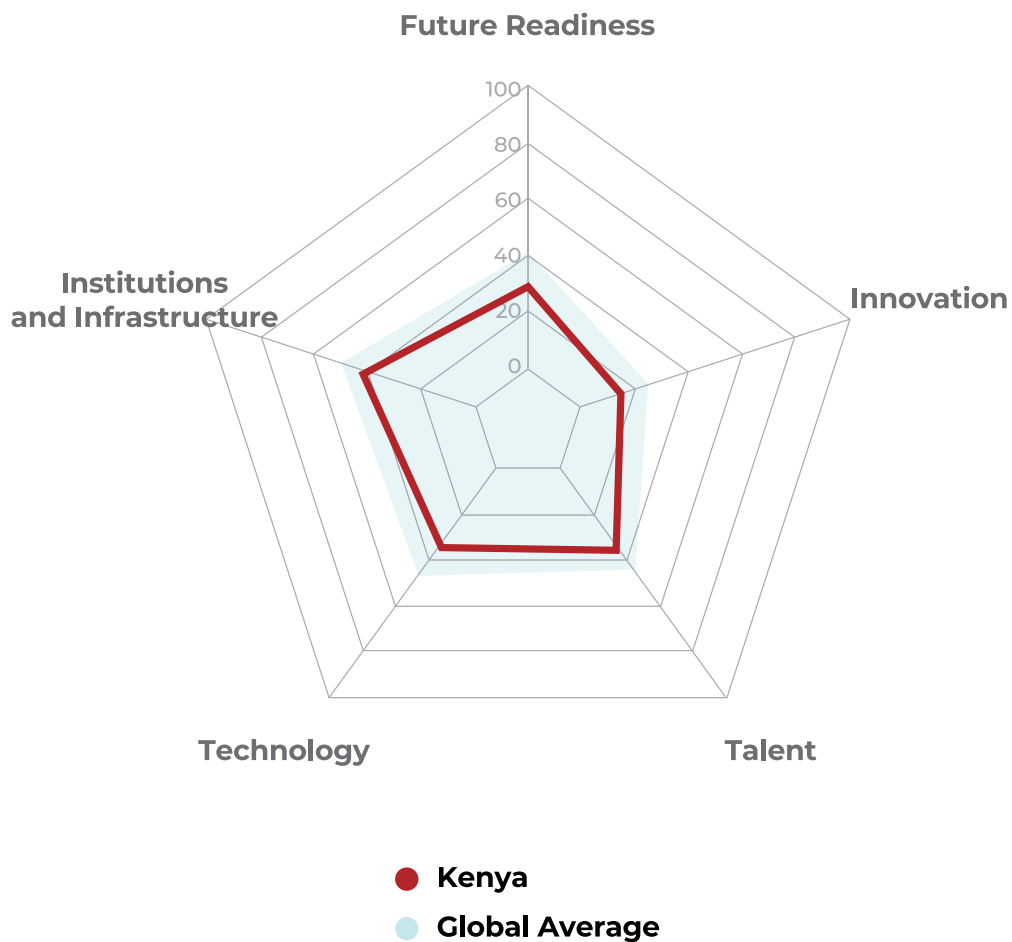 Future Readiness
100
80
60
40
20
0
Institutions
and Infrastructure
Innovation
Technology
Talent
Kenya
Global Average